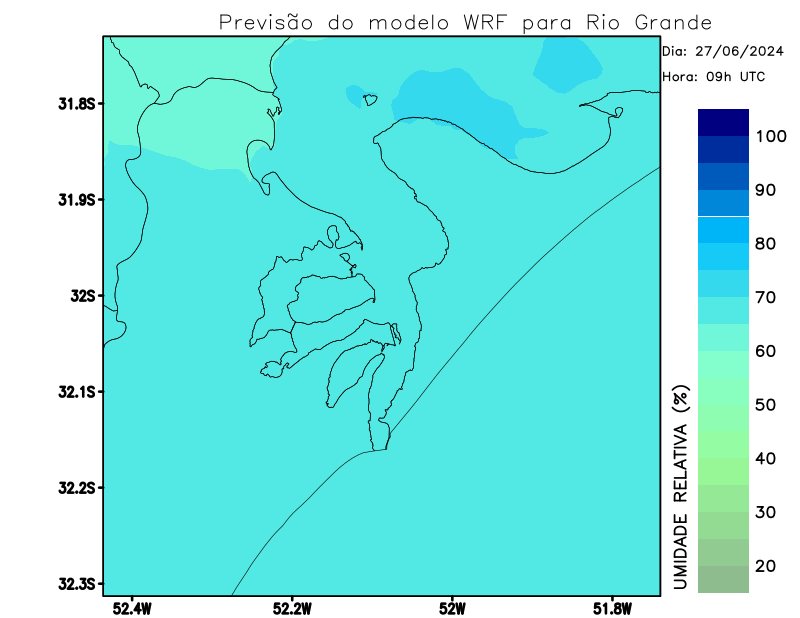 Previsão do modelo WRF para Rio Grande
Dia: 27/06/2024
Hora: 09h UTC
31.8S
31.9S
32S
32.1S
32.2S
32.3S
52.4W
52.2W
52W
51.8W
UMIDADE RELATIVA (%)
100
90
80
70
60
50
40
30
20